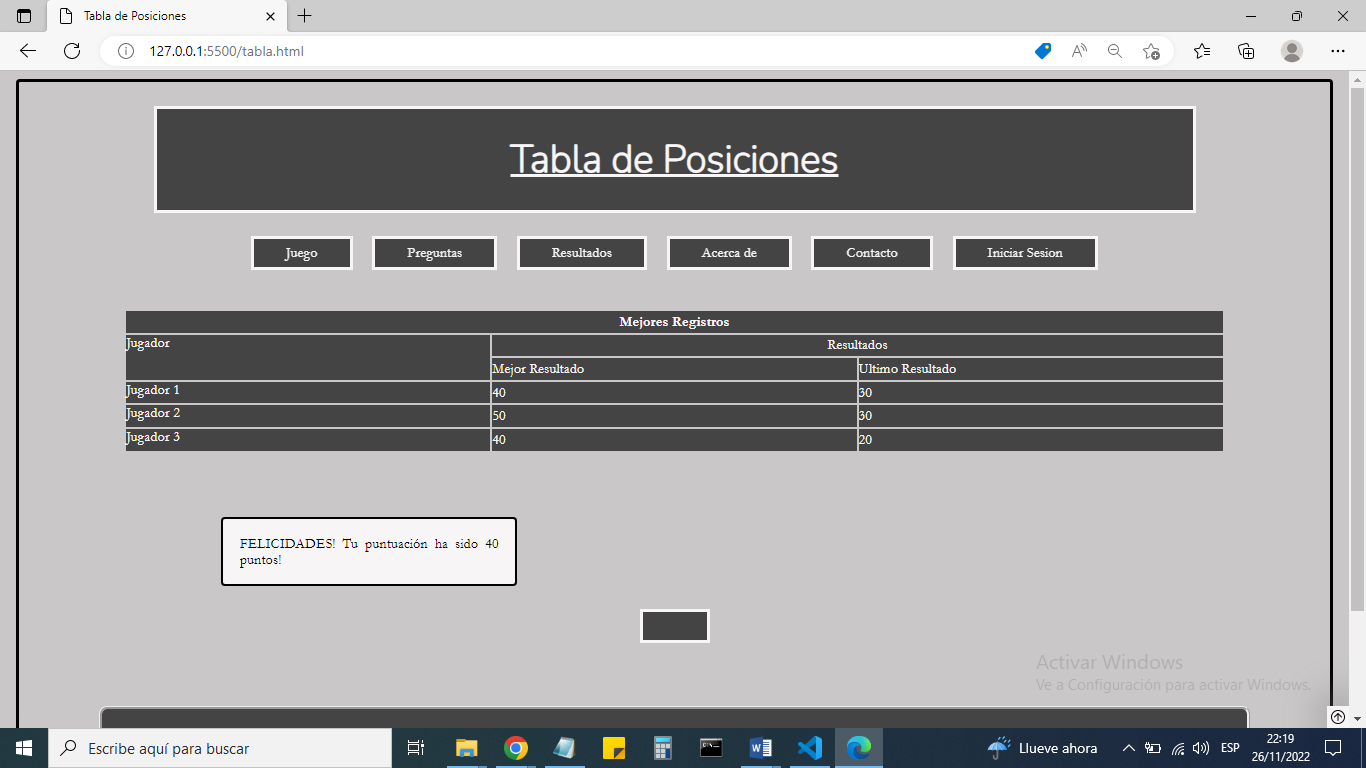 Tabla de Posiciones
127.0.0.1:5500/tabla.html
Tabla de Posiciones
Juego Preguntas Resultados Acerca de Contacto Iniciar Sesion
Mejores Registros
Jugador Resultados
Mejor Resultado Ultimo Resultado
Jugador 1 40 30
Jugador 2 50 30
Jugador 3 40 20
FELICIDADES! Tu puntuación ha sido 40
puntos!
Activar Windows
Ve a Configuración para activar Windows.
Escribe aquí para buscar
Llueve ahora
ESP
22:19
26/11/2022